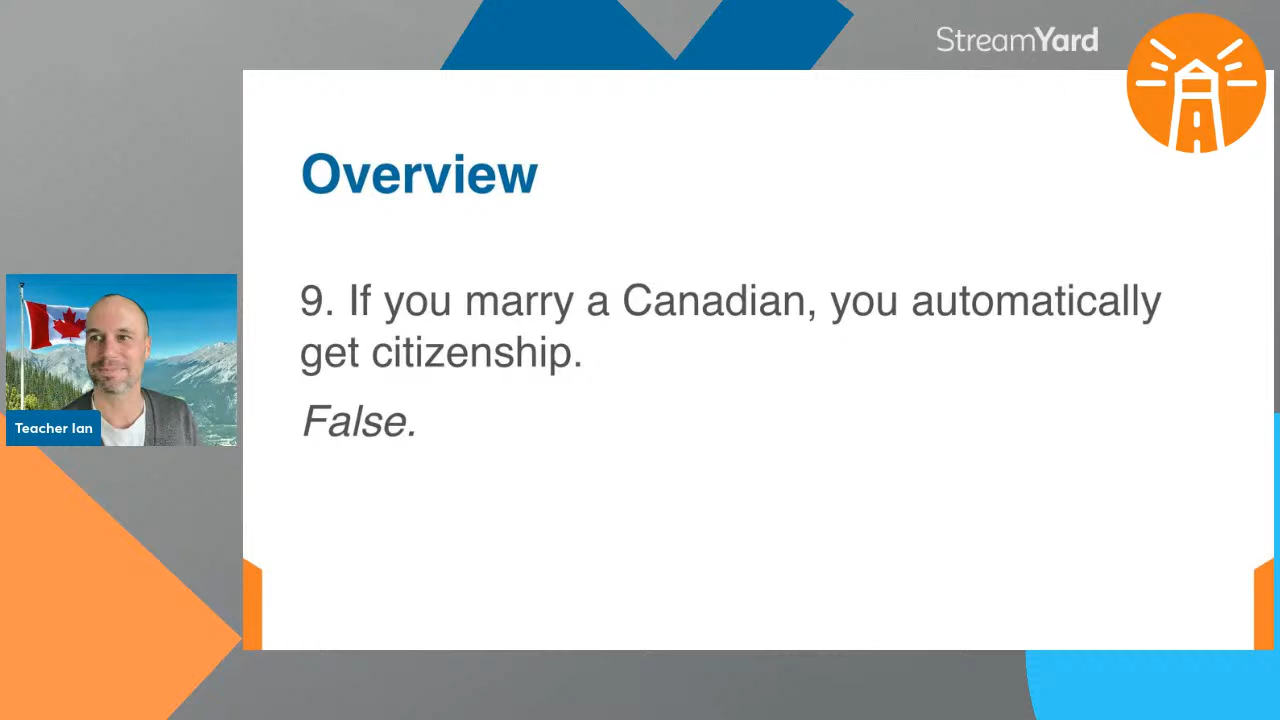 StreamYard
Overview
9. If you marry a Canadian, you automatically
get citizenship.
False.
Teacher Ian